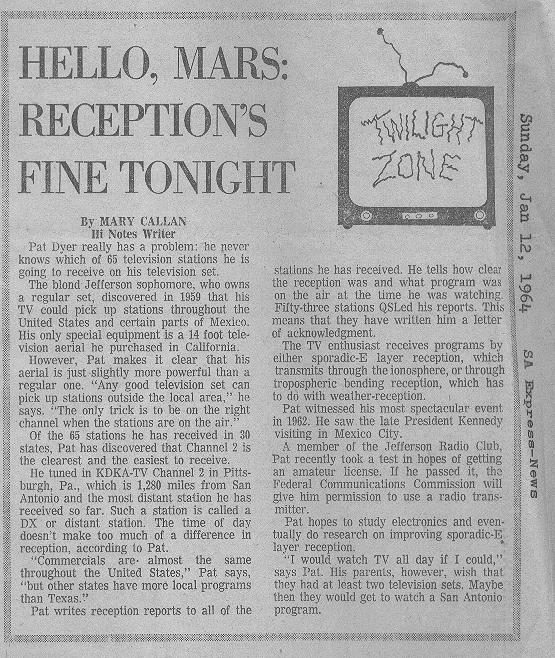 HELLO, MARS:
RECEPTION'S
FINE TONIGHT
TWILIGHT
ZONE
By MARY CALLAN
Hi Notes Writer
Pat Dyer really has a problem: he never
knows which of 65 television stations he is
going to receive on his television set.
The blond Jefferson sophomore, who owns
a regular set, discovered in 1959 that his
TV could pick up stations throughout the
United States and certain parts of Mexico.
His only special equipment is a 14 foot tele-
vision aerial he purchased in California.
However, Pat makes it clear that his
aerial is just slightly more powerful than a
regular one. "Any good television set can
pick up stations outside the local area," he
says. "The only trick is to be on the right
channel when the stations are on the air."
Of the 65 stations he has received in 30
states, Pat has discovered that Channel 2 is
the clearest and the easiest to receive.
He tuned in KDKA-TV Channel 2 in Pitts-
burgh, Pa., which is 1,280 miles from San
Antonio and the most distant station he has
received so far. Such a station is called a
DX or distant station. The time of day
doesn't make too much of a difference in
reception, according to Pat.
"Commercials are almost the same
throughout the United States," Pat says,
"but other states have more local programs
than Texas."
Pat writes reception reports to all of the
stations he has received. He tells how clear
the reception was and what program was
on the air at the time he was watching.
Fifty-three stations QSLed his reports. This
means that they have written him a letter
of acknowledgment.
The TV enthusiast receives programs by
either sporadic-E layer reception, which
transmits through the ionosphere, or through
tropospheric bending reception, which has
to do with weather-reception.
Pat witnessed his most spectacular event
in 1962. He saw the late President Kennedy
visiting in Mexico City.
A member of the Jefferson Radio Club,
Pat recently took a test in hopes of getting
an amateur license. If he passed it, the
Federal Communications Commission will
give him permission to use a radio trans-
mitter.
Pat hopes to study electronics and even-
tually do research on improving sporadic-E
layer reception.
"I would watch TV all day if I could,"
says Pat. His parents, however, wish that
they had at least two television sets. Maybe
then they would get to watch a San Antonio
program.
Sunday, Jan 12, 1964 SA Express-News